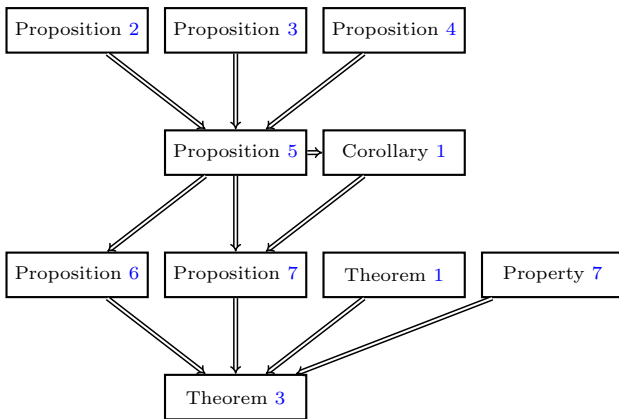 Proposition 2
Proposition 3
Proposition 4
Proposition 5
Corollary 1
Proposition 6
Proposition 7
Theorem 1
Property 7
Theorem 3